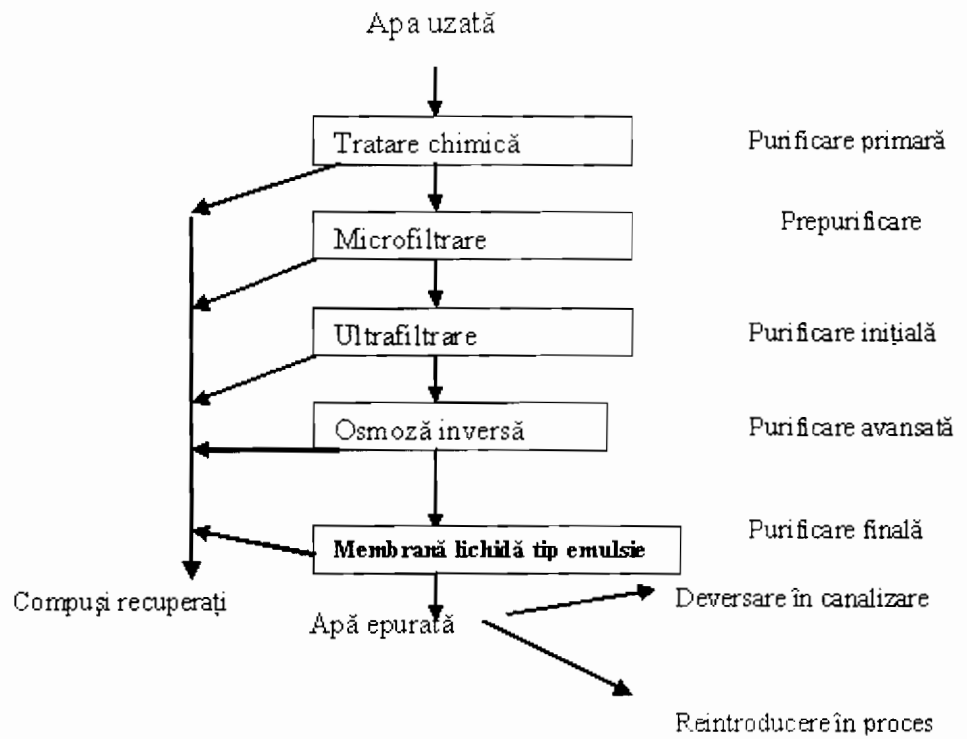 Apa uzată
Tratare chimică
Purificare primară
Microfiltrare
Prepurificare
Ultrafiltrare
Purificare inițială
Osmoză inversă
Purificare avansată
Membrană lichidă tip emulsie
Purificare finală
Compuși recuperați
Apă epurată
Deversare în canalizare
Reintroducere în proces